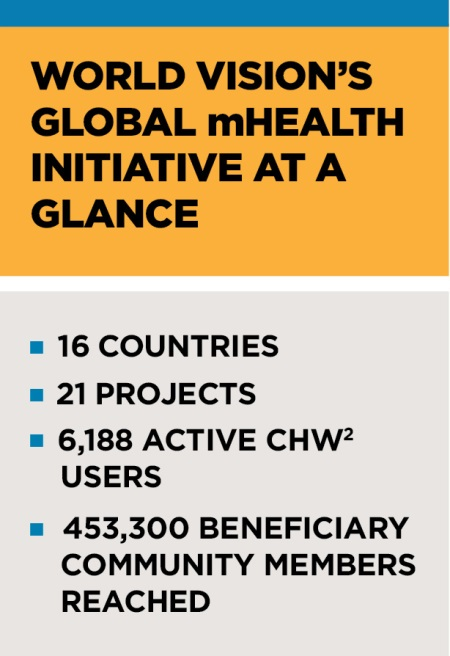 WORLD VISION'S
GLOBAL mHEALTH
INITIATIVE AT A
GLANCE
16 COUNTRIES
21 PROJECTS
6,188 ACTIVE CHW²
USERS
453,300 BENEFICIARY
COMMUNITY MEMBERS
REACHED